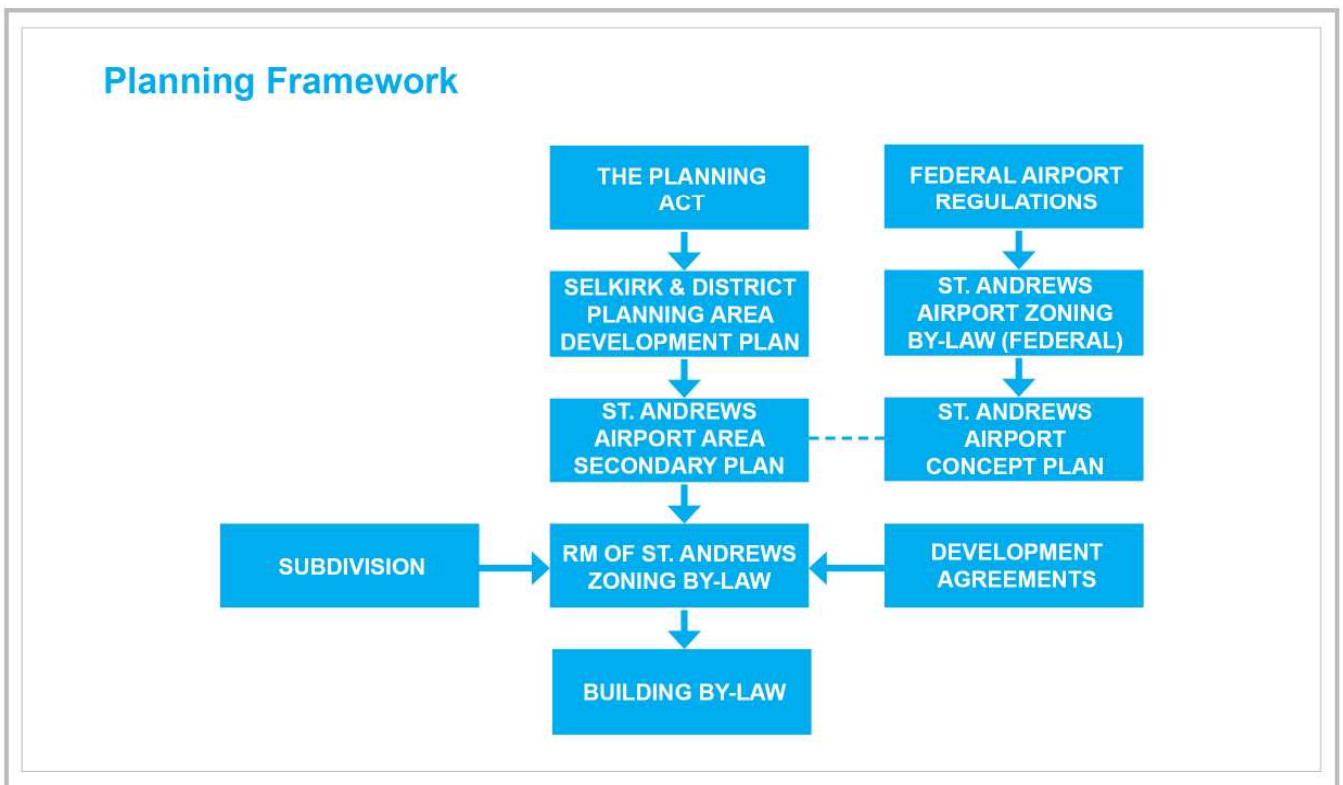 Planning Framework
THE PLANNING
ACT
FEDERAL AIRPORT
REGULATIONS
SELKIRK & DISTRICT
PLANNING AREA
DEVELOPMENT PLAN
ST. ANDREWS
AIRPORT ZONING
BY-LAW (FEDERAL)
ST. ANDREWS
AIRPORT AREA
SECONDARY PLAN
ST. ANDREWS
AIRPORT
CONCEPT PLAN
SUBDIVISION
RM OF ST. ANDREWS
ZONING BY-LAW
DEVELOPMENT
AGREEMENTS
BUILDING BY-LAW